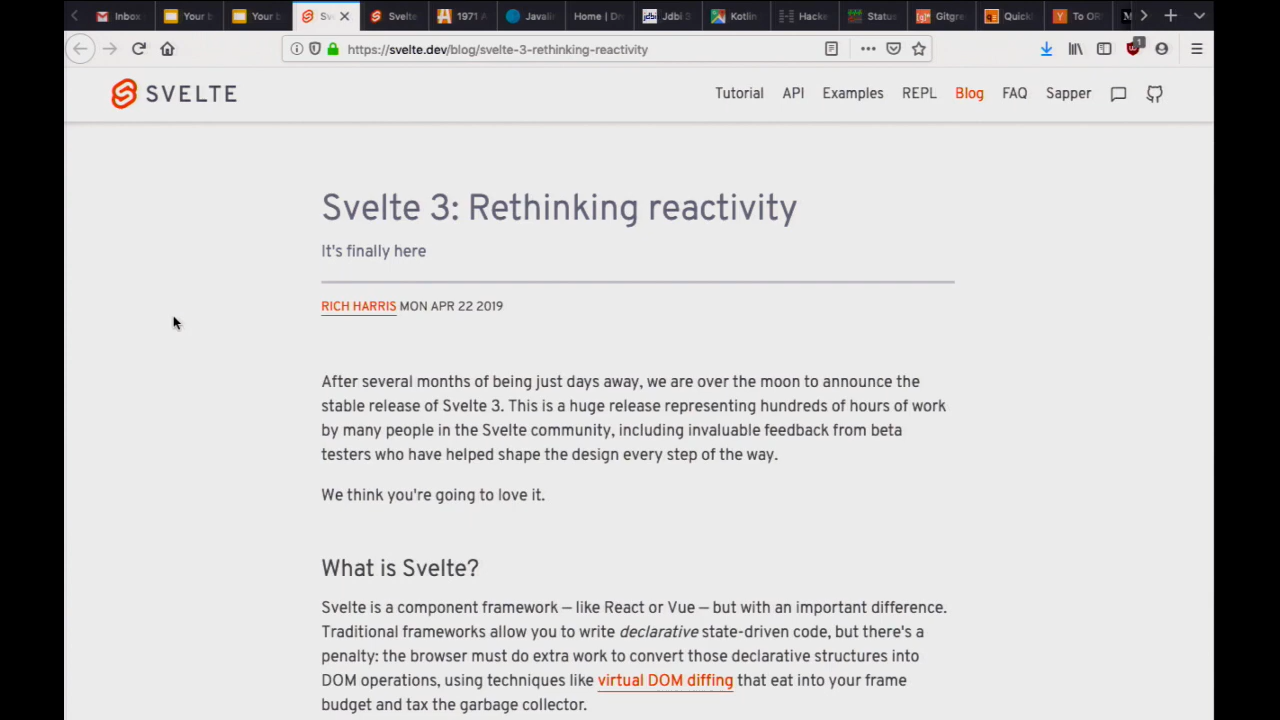 Inbox
Your b
Your b
Sv
Svelte
1971 A
Javalin
Home | Dr
jdbi
Jdbi 3
Kotlin
Hacke
Status
Gitgre
Quick
To OR
https://svelte.dev/blog/svelte-3-rethinking-reactivity
1
SVELTE
Tutorial
API
Examples
REPL
Blog
FAQ
Sapper
Svelte 3: Rethinking reactivity
It's finally here
RICH HARRIS MON APR 22 2019
After several months of being just days away, we are over the moon to announce the
stable release of Svelte 3. This is a huge release representing hundreds of hours of work
by many people in the Svelte community, including invaluable feedback from beta
testers who have helped shape the design every step of the way.
We think you're going to love it.
What is Svelte?
Svelte is a component framework — like React or Vue — but with an important difference.
Traditional frameworks allow you to write declarative state-driven code, but there's a
penalty: the browser must do extra work to convert those declarative structures into
DOM operations, using techniques like virtual DOM diffing that eat into your frame
budget and tax the garbage collector.